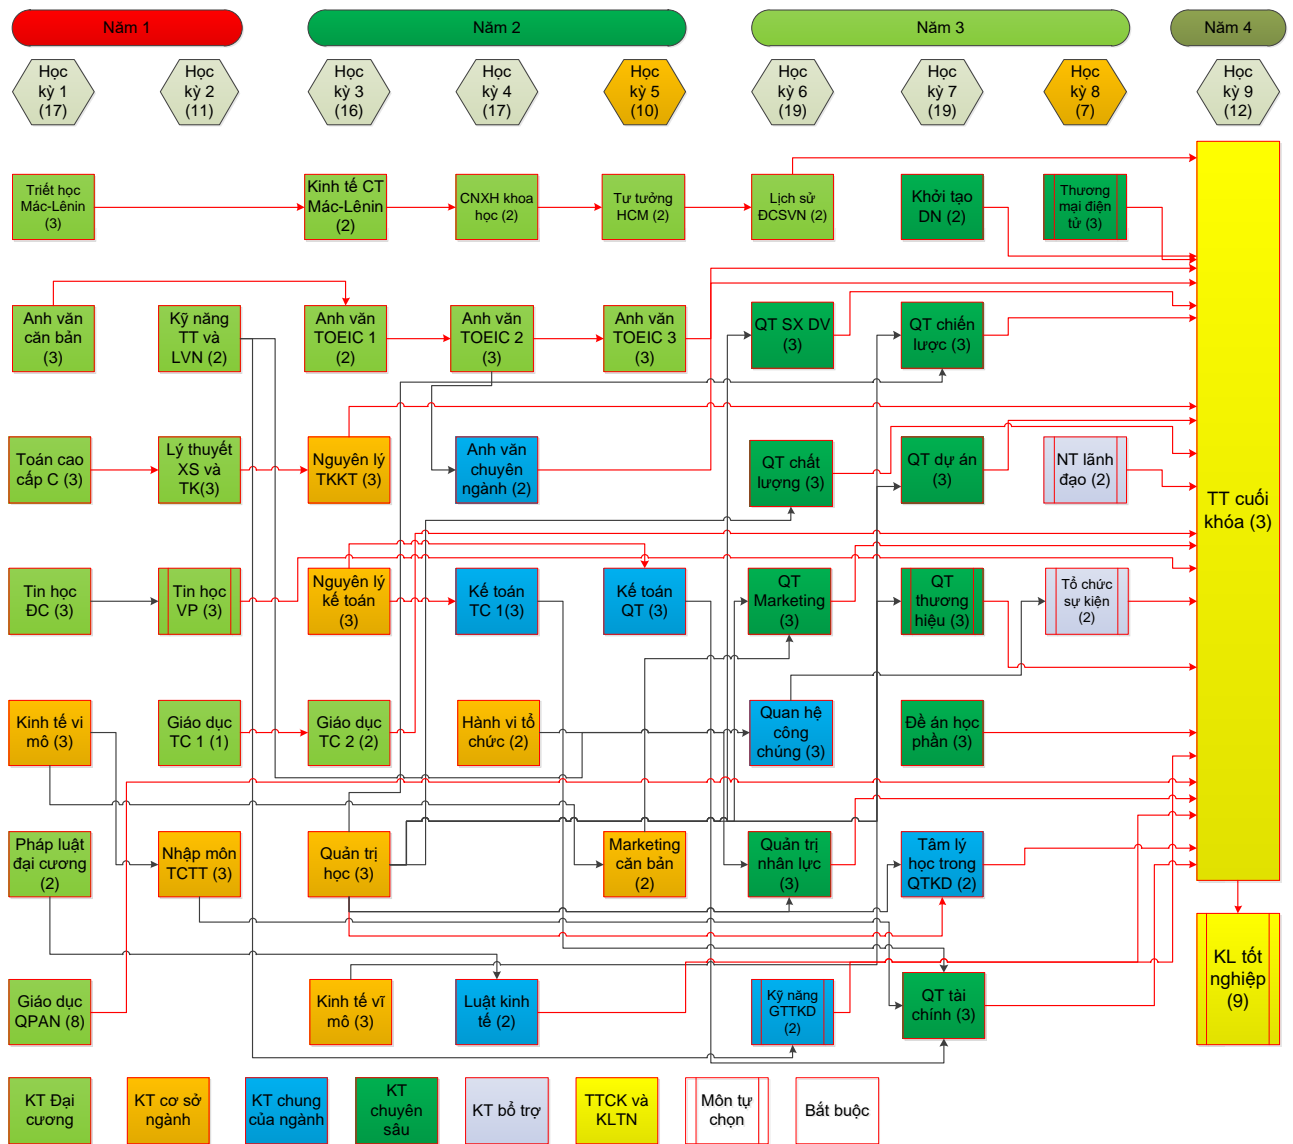 Năm 1
Năm 2
Năm 3
Năm 4
Học
kỳ 1
(17)
Học
kỳ 2
(11)
Học
kỳ 3
(16)
Học
kỳ 4
(17)
Học
kỳ 5
(10)
Học
kỳ 6
(19)
Học
kỳ 7
(19)
Học
kỳ 8
(7)
Học
kỳ 9
(12)
Triết học
Mác-Lênin
(3)
Kinh tế CT
Mác-Lênin
(2)
CNXH khoa
học (2)
Tư tưởng
HCM (2)
Lịch sử
ĐCSVN (2)
Khởi tạo
DN (2)
Thương
mại điện
tử (3)
Anh văn
căn bản
(3)
Kỹ năng
TT và
LVN (2)
Anh văn
TOEIC 1
(2)
Anh văn
TOEIC 2
(3)
Anh văn
TOEIC 3
(3)
QT SX DV
(3)
QT chiến
lược (3)
Toán cao
cấp C (3)
Lý thuyết
XS và
TK(3)
Nguyên lý
TKKT (3)
Anh văn
chuyên
ngành (2)
QT chất
lượng (3)
QT dự án
(3)
NT lãnh
đạo (2)
TT cuối
khóa (3)
Tin học
ĐC (3)
Tin học
VP (3)
Nguyên lý
kế toán
(3)
Kế toán
TC 1(3)
Kế toán
QT (3)
QT
Marketing
(3)
QT
thương
hiệu (3)
Tổ chức
sự kiện
(2)
Kinh tế vi
mô (3)
Giáo dục
TC 1 (1)
Giáo dục
TC 2 (2)
Hành vi tổ
chức (2)
Quan hệ
công
chúng (3)
Đề án học
phần (3)
Pháp luật
đại cương
(2)
Nhập môn
TCTT (3)
Quản trị
học (3)
Marketing
căn bản
(2)
Quản trị
nhân lực
(3)
Tâm lý
học trong
QTKD (2)
Giáo dục
QPAN (8)
Kinh tế vĩ
mô (3)
Luật kinh
tế (2)
Kỹ năng
GTTKD
(2)
QT tài
chính (3)
KL tốt
nghiệp
(9)
KT Đại
cương
KT cơ sở
ngành
KT chung
của ngành
KT
chuyên
sâu
KT bổ trợ
TTCK và
KLTN
Môn tự
chọn
Bắt buộc